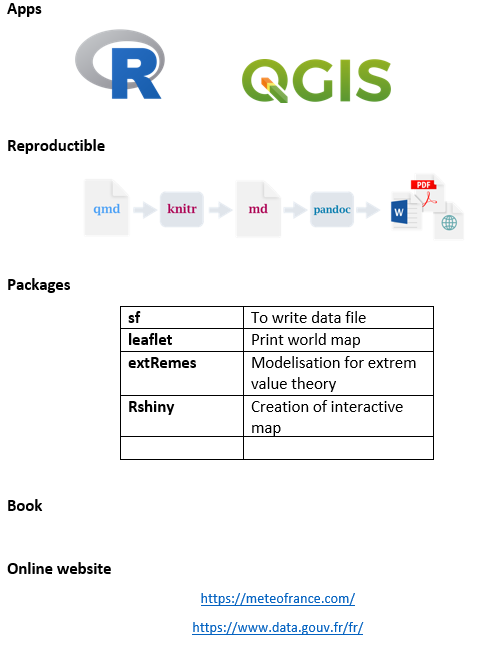 Apps
R
QGIS
Reproductible
PDF
qmd
knitr
md
pandoc
W
Packages
sf To write data file
leaflet Print world map
extRemes Modelisation for extrem
value theory
Rshiny Creation of interactive
map
Book
Online website
https://meteofrance.com/
https://www.data.gouv.fr/fr/